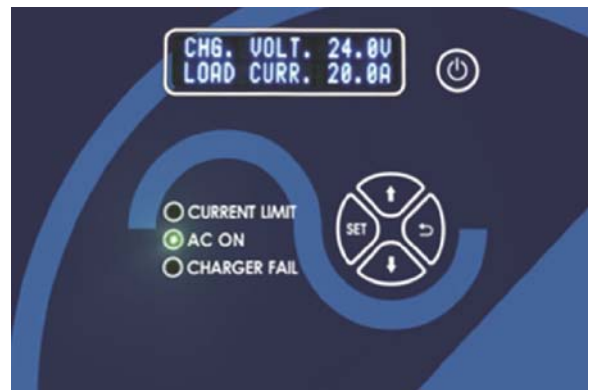 CHG. VOLT. 24.0V
LOAD CURR. 20.0A
CURRENT LIMIT
AC ON
CHARGER FAIL
SET